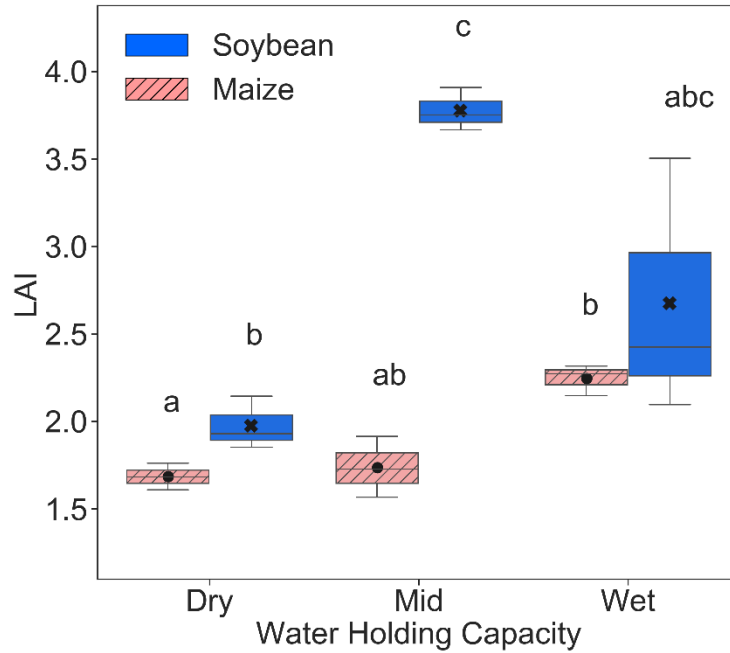 c
Soybean
Maize
abc
4.0
3.5
3.0
2.5
2.0
1.5
LAI
b
b
ab
a
Dry
Mid
Wet
Water Holding Capacity